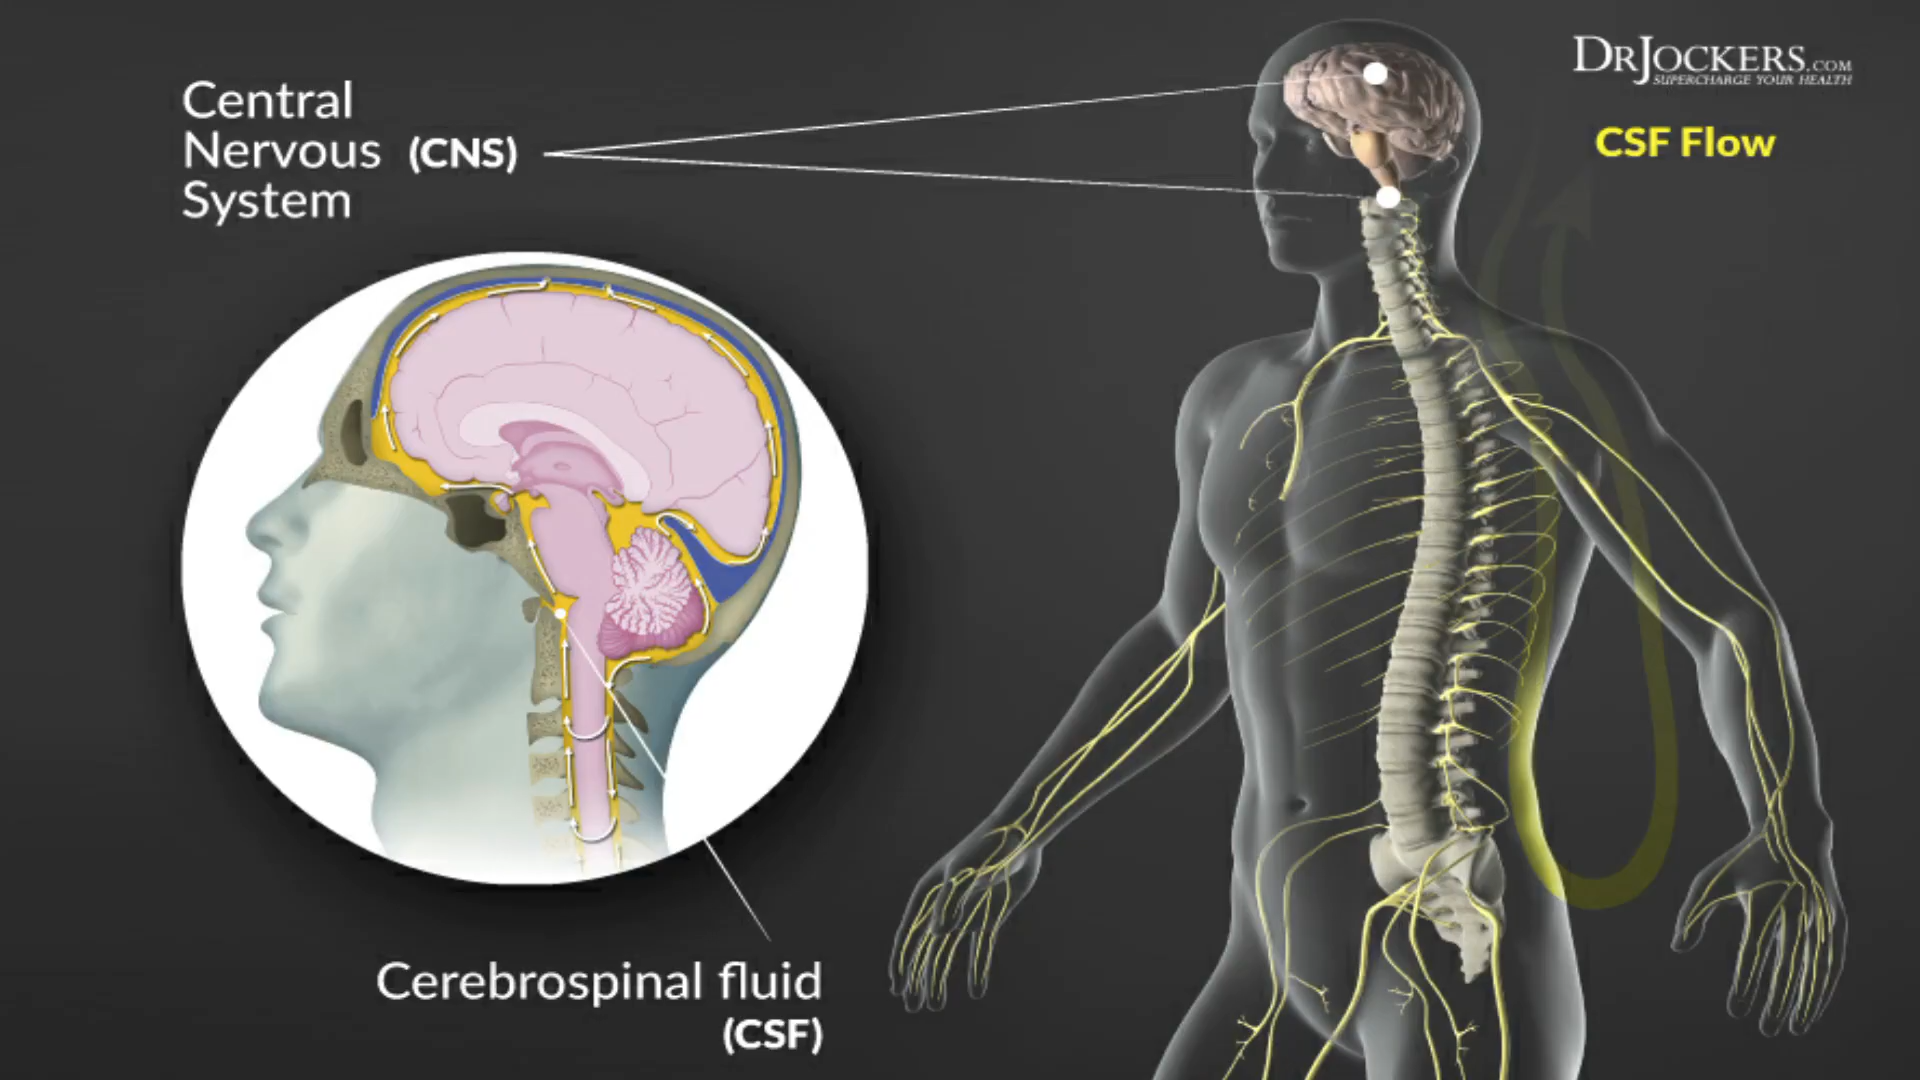 Central
Nervous (CNS)
System
DRJOCKERS.COM
SUPERCHARGE YOUR HEALTH
CSF Flow
Cerebrospinal fluid
(CSF)